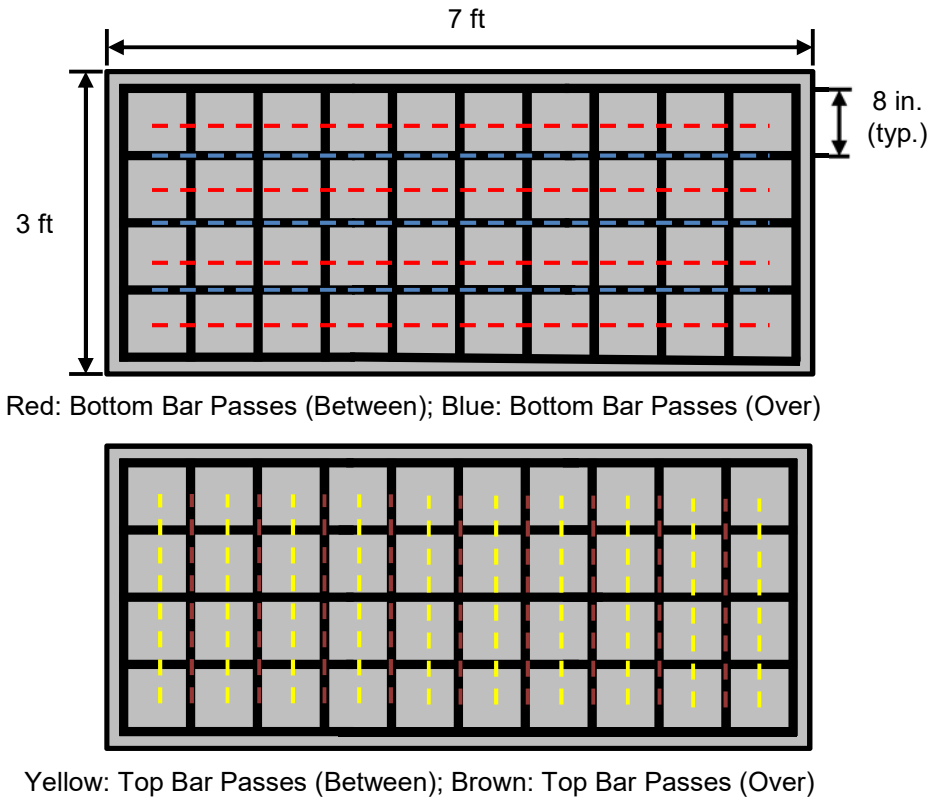 7 ft
8 in.
(typ.)
3 ft
Red: Bottom Bar Passes (Between); Blue: Bottom Bar Passes (Over)
Yellow: Top Bar Passes (Between); Brown: Top Bar Passes (Over)